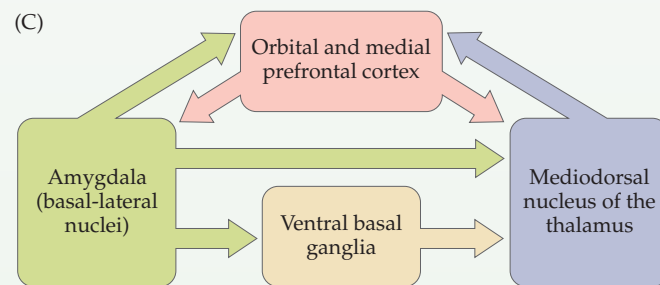 (C)
Orbital and medial
prefrontal cortex
Amygdala
(basal-lateral
nuclei)
Ventral basal
ganglia
Mediodorsal
nucleus of the
thalamus